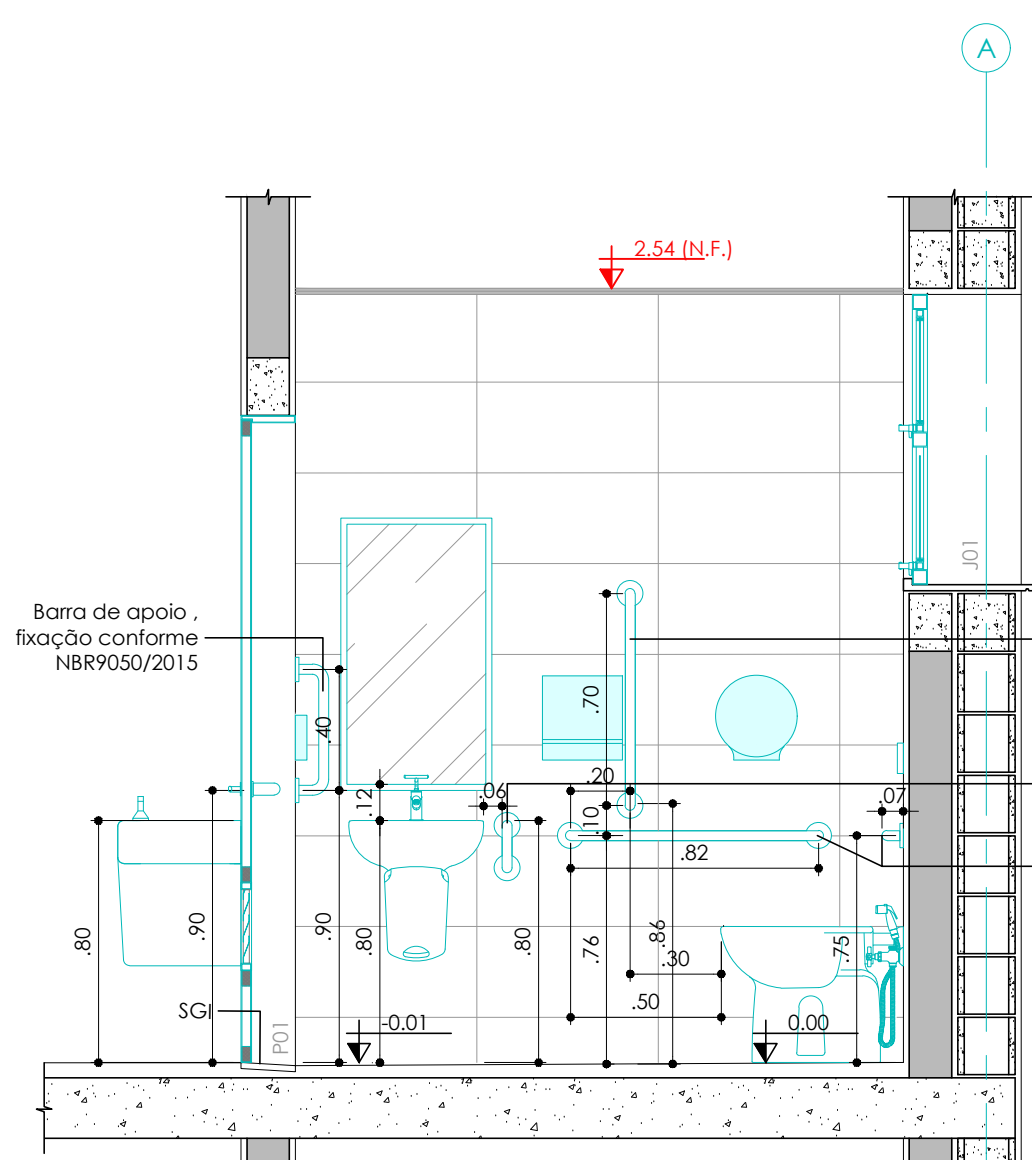 A
2.54 (N.F.)
J01
Barra de apoio ,
fixação conforme
NBR9050/2015
.70
.40
.20
.06
.12
.07
.10
.82
.80
.90
.90
.80
.80
.76
.86
.75
.30
.50
SGI
P01
-0.01
0.00